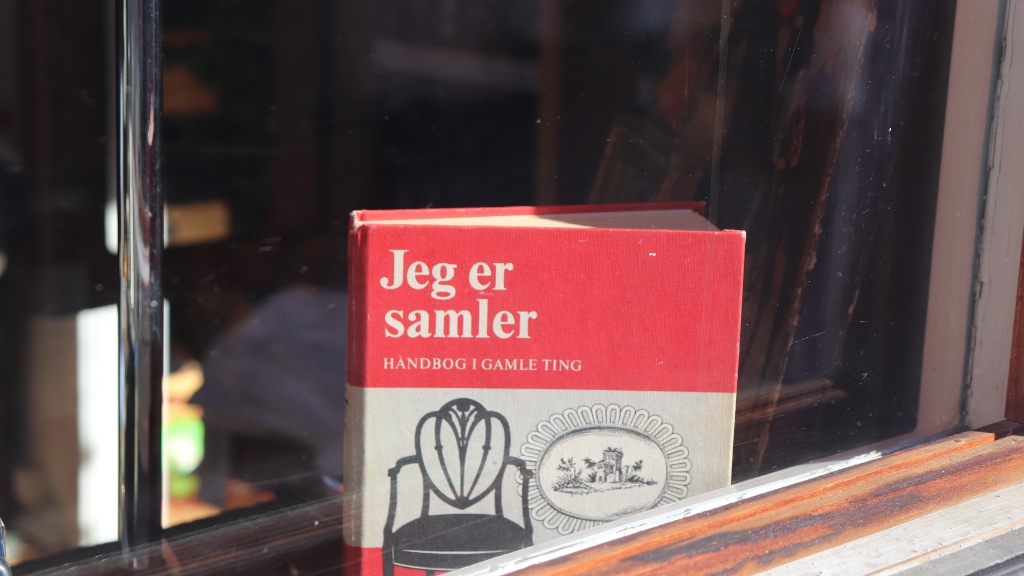 Jeg er
samler
HÅNDBOG I GAMLE TING